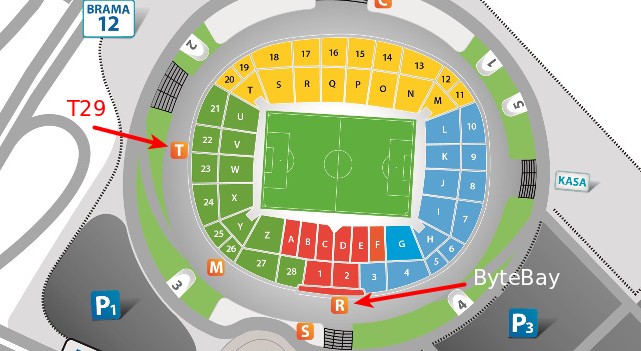 BRAMA
12
C
2
1
5
T29
T
18 17 16 15 14 13
19 12
20 11
T S R Q P O N M
21 U L 10
22 V K 9
23 W J 8
24 X I 7
25 Y H 6
26 Z A B C D E F G 5
27 28 1 2 3 4
KASA
M
3
R
ByteBay
4
S
P1
P3